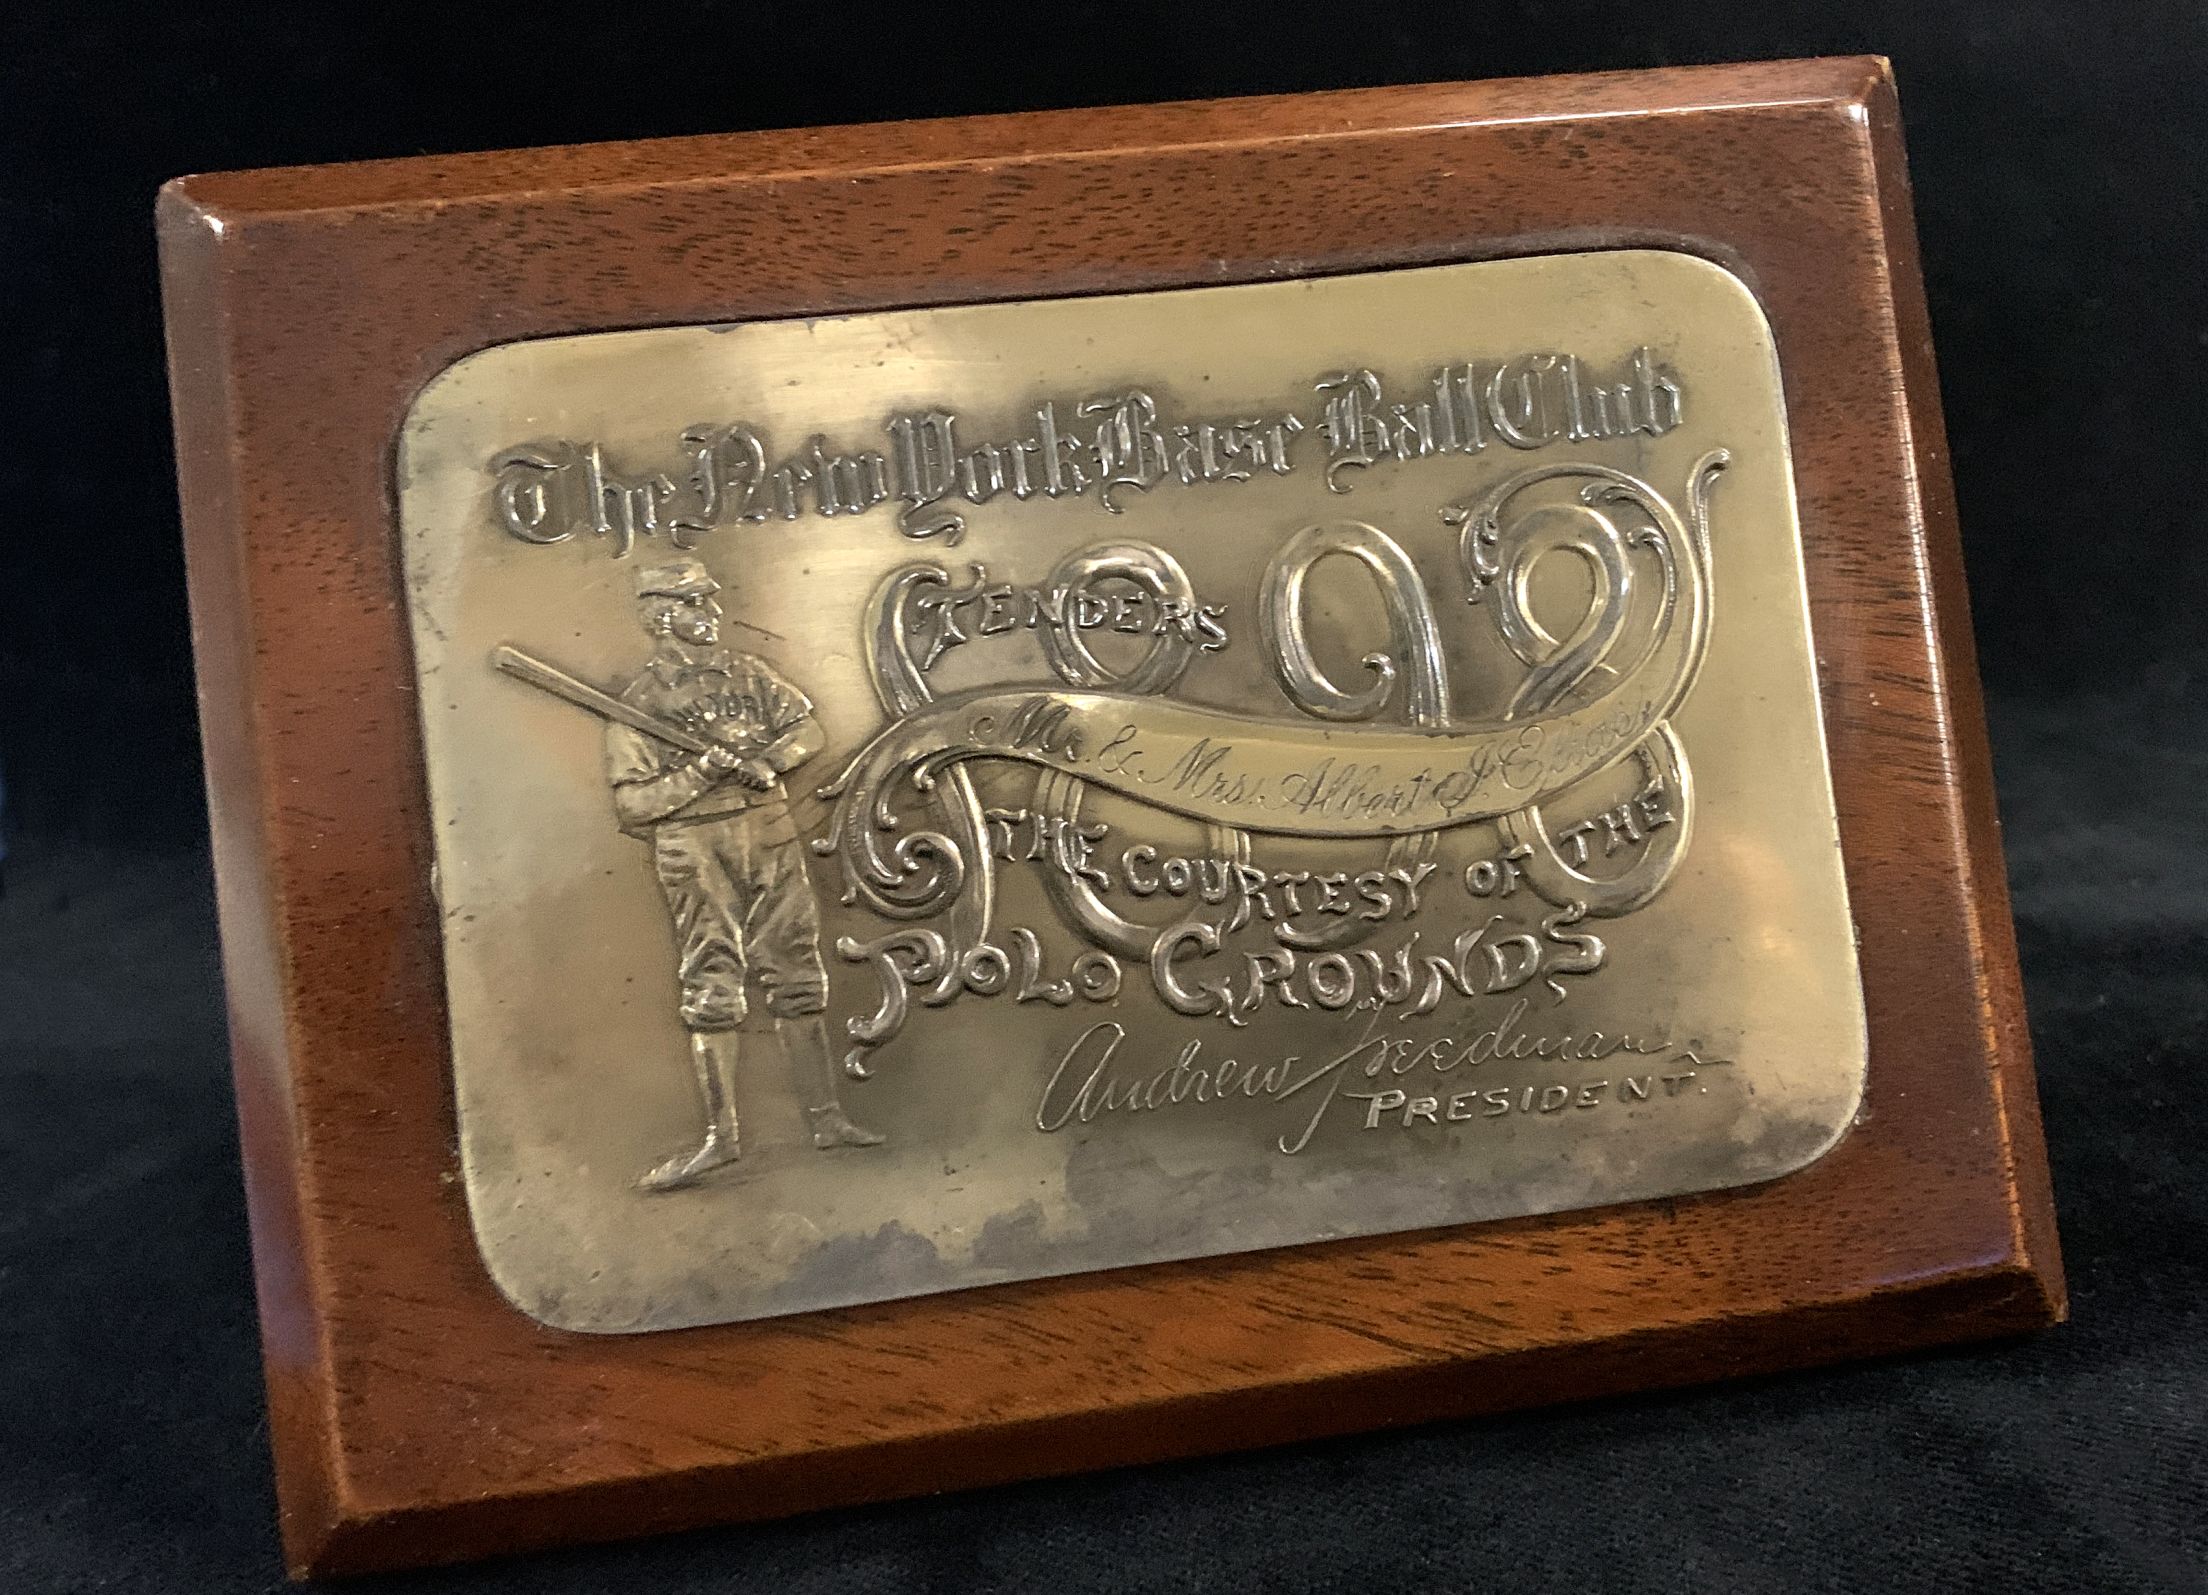 The New York Base Ball Club
TENDERS
1898
Mr. & Mrs. Albert J. Elias,
THE COURTESY OF THE
POLO GROUNDS
Andrew Freedman
PRESIDENT.